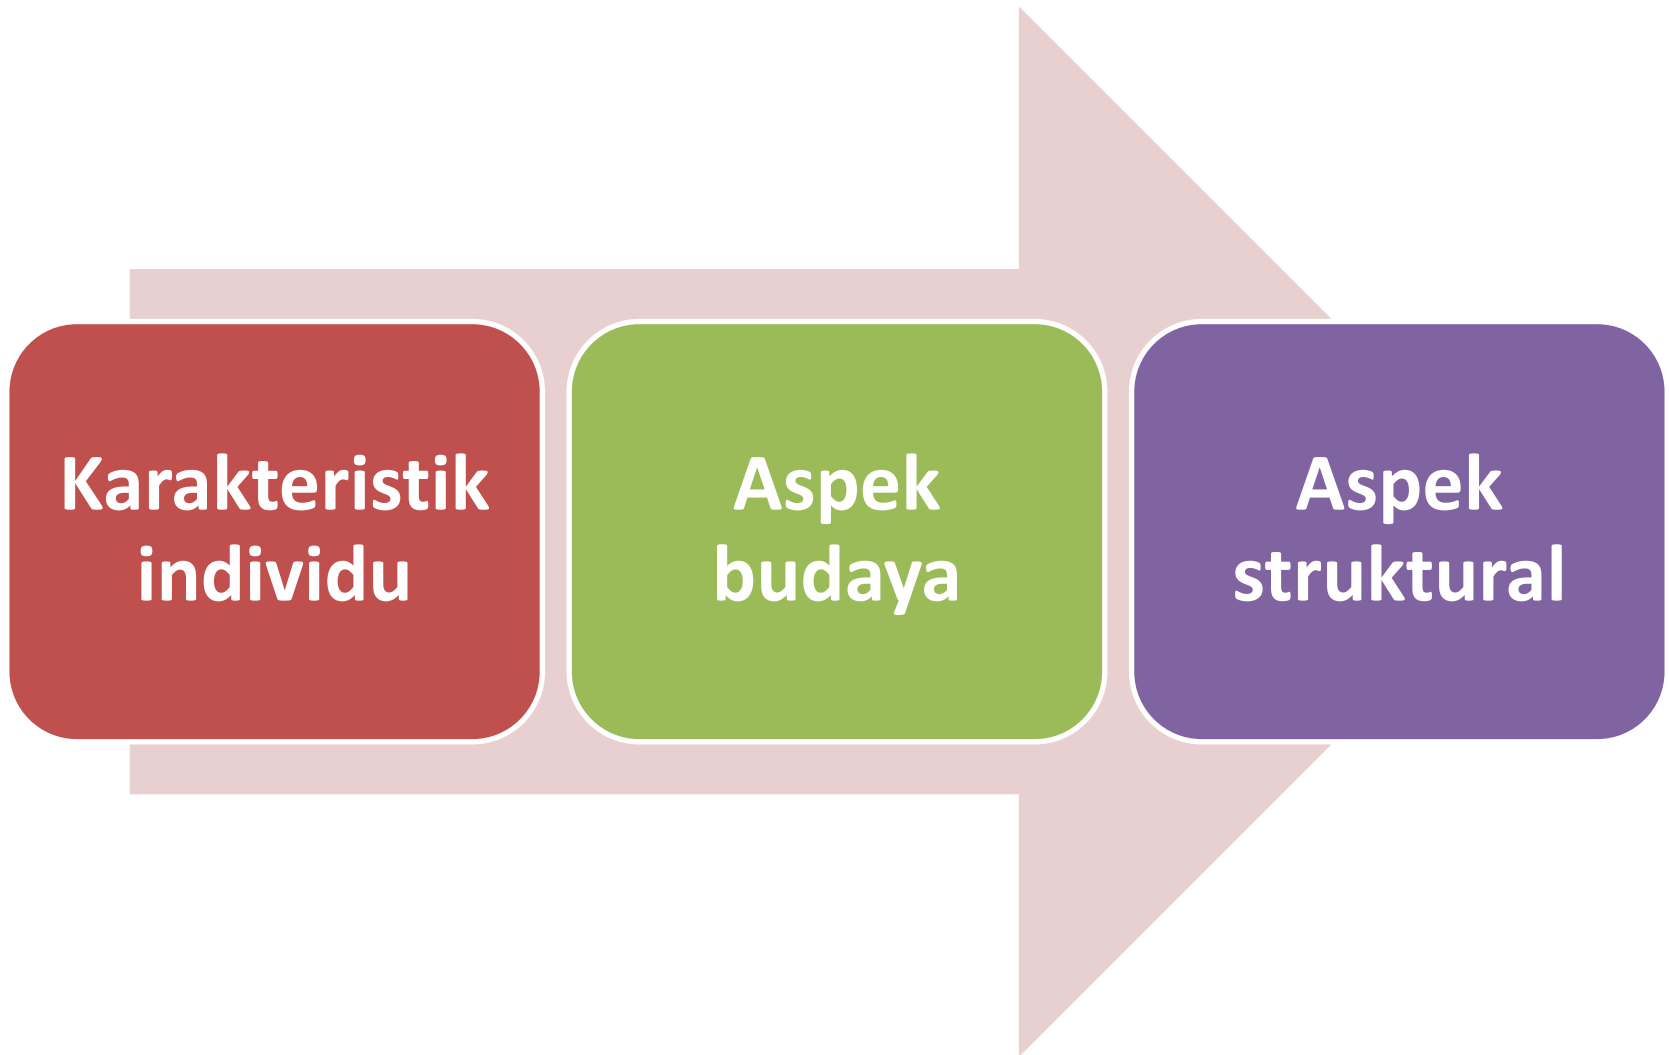 Karakteristik
individu
Aspek
budaya
Aspek
struktural